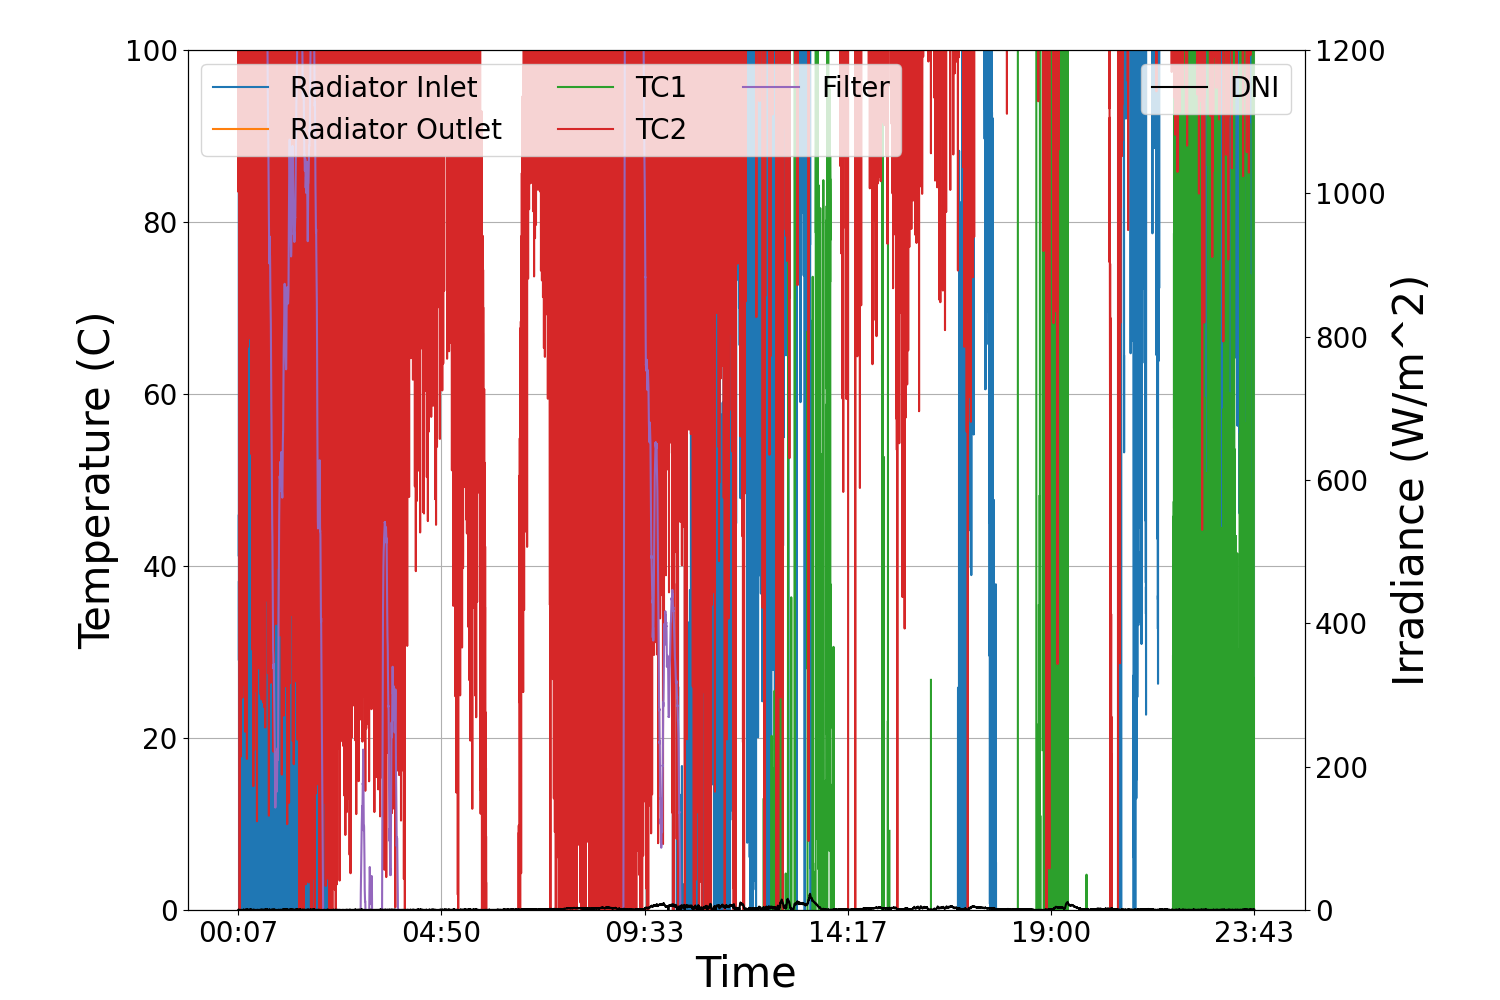 100
80
60
40
20
0
Temperature (C)
Radiator Inlet
Radiator Outlet
TC1
TC2
Filter
DNI
1200
1000
800
600
400
200
0
Irradiance (W/m^2)
00:07
04:50
09:33
14:17
19:00
23:43
Time